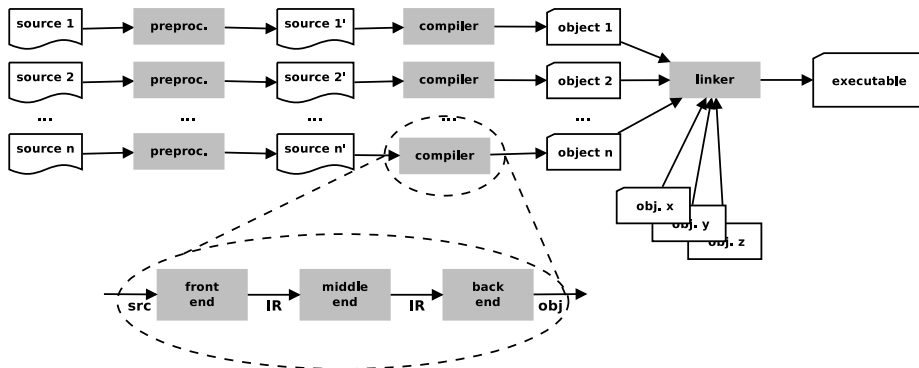 source 1 preproc. source 1' compiler object 1
source 2 preproc. source 2' compiler object 2 linker executable
... ... ... ... ...
source n preproc. source n' compiler object n
obj. x
obj. y
obj. z
front
end
middle
end
back
end
src IR IR obj